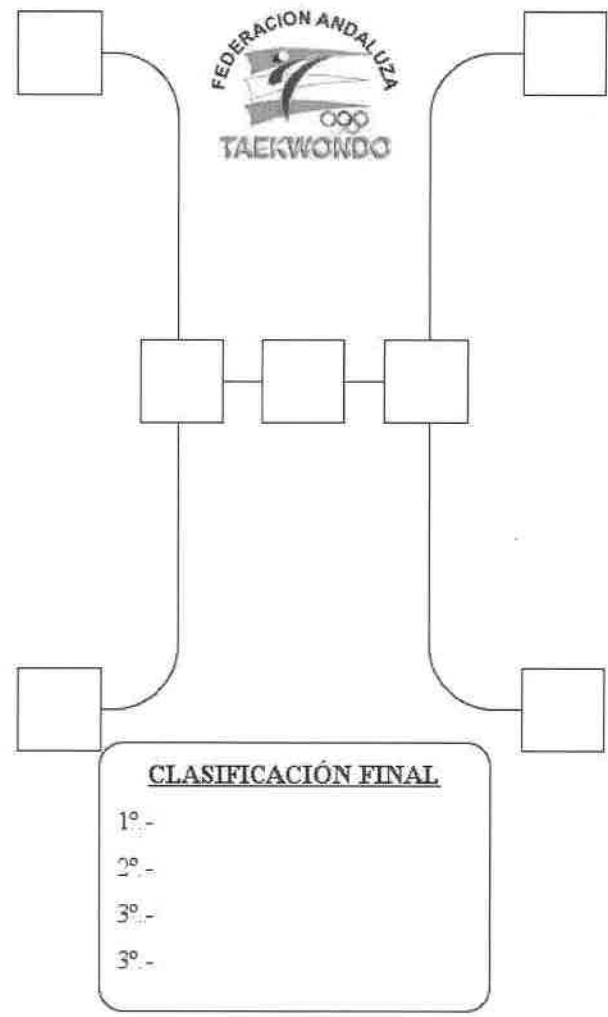 FEDERACION ANDALUZA
TAEKWONDO
CLASIFICACIÓN FINAL
1º.-
2º.-
3º.-
3º.-